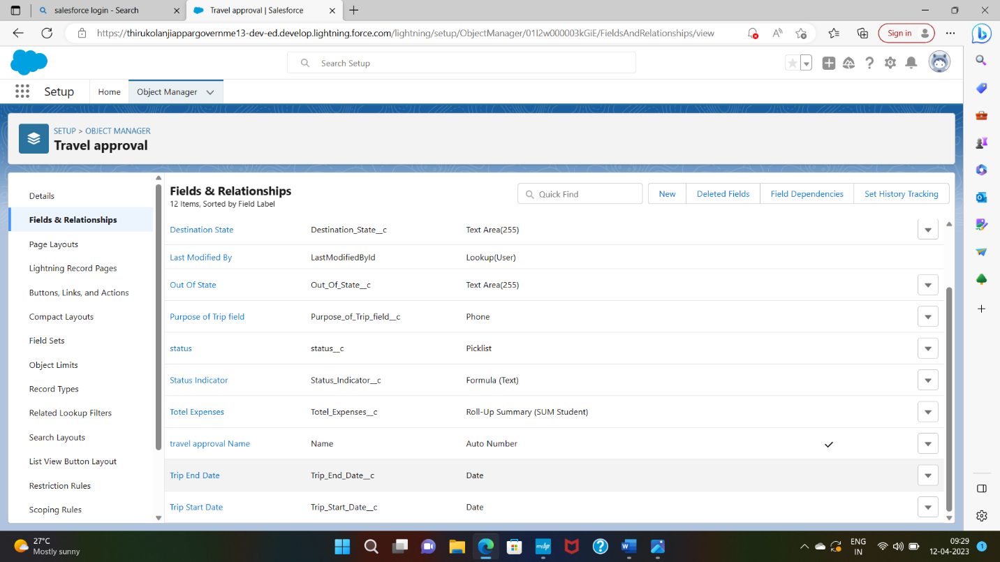 salesforce login - Search
Travel approval | Salesforce
https://thirukolanjiappargovernme13-dev-ed.develop.lightning.force.com/lightning/setup/ObjectManager/01I2w000003kGiE/FieldsAndRelationships/view
Sign in
Search Setup
Setup Home Object Manager
SETUP > OBJECT MANAGER
Travel approval
Details
Fields & Relationships
Page Layouts
Lightning Record Pages
Buttons, Links, and Actions
Compact Layouts
Field Sets
Object Limits
Record Types
Related Lookup Filters
Search Layouts
List View Button Layout
Restriction Rules
Scoping Rules
Fields & Relationships
12 Items, Sorted by Field Label
Quick Find New Deleted Fields Field Dependencies Set History Tracking
Destination State Destination_State__c Text Area(255)
Last Modified By LastModifiedById Lookup(User)
Out Of State Out_Of_State__c Text Area(255)
Purpose of Trip field Purpose_of_Trip_field__c Phone
status status__c Picklist
Status Indicator Status_Indicator__c Formula (Text)
Totel Expenses Totel_Expenses__c Roll-Up Summary (SUM Student)
travel approval Name Name Auto Number
Trip End Date Trip_End_Date__c Date
Trip Start Date Trip_Start_Date__c Date
27°C
Mostly sunny
ENG
IN
09:29
12-04-2023
1